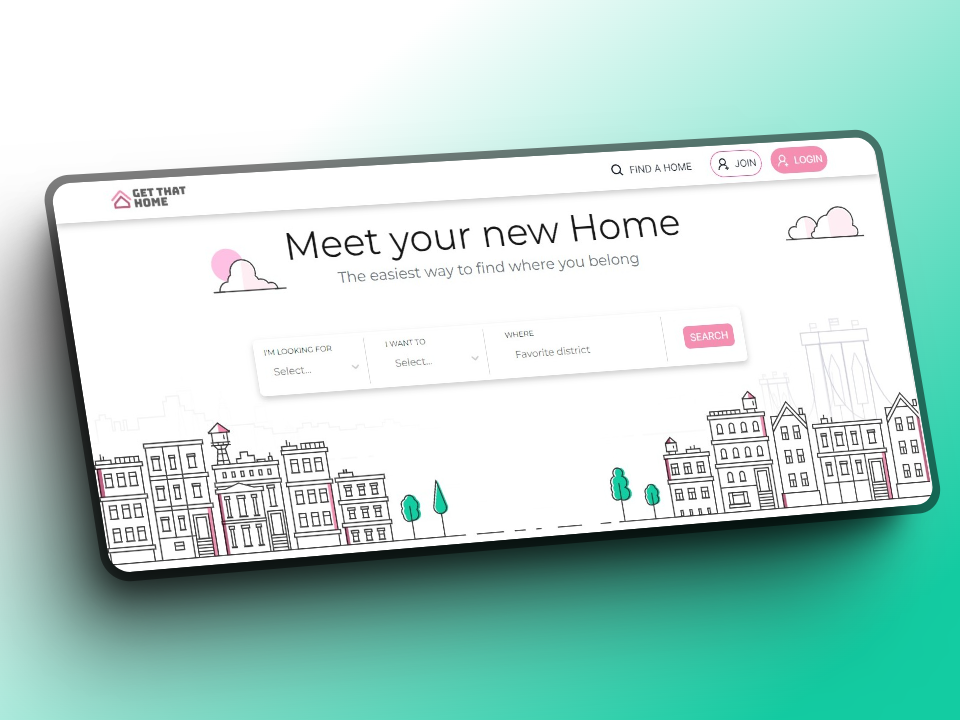 GET THAT
HOME
FIND A HOME
JOIN
LOGIN
Meet your new Home
The easiest way to find where you belong
I'M LOOKING FOR
Select...
I WANT TO
Select...
WHERE
Favorite district
SEARCH